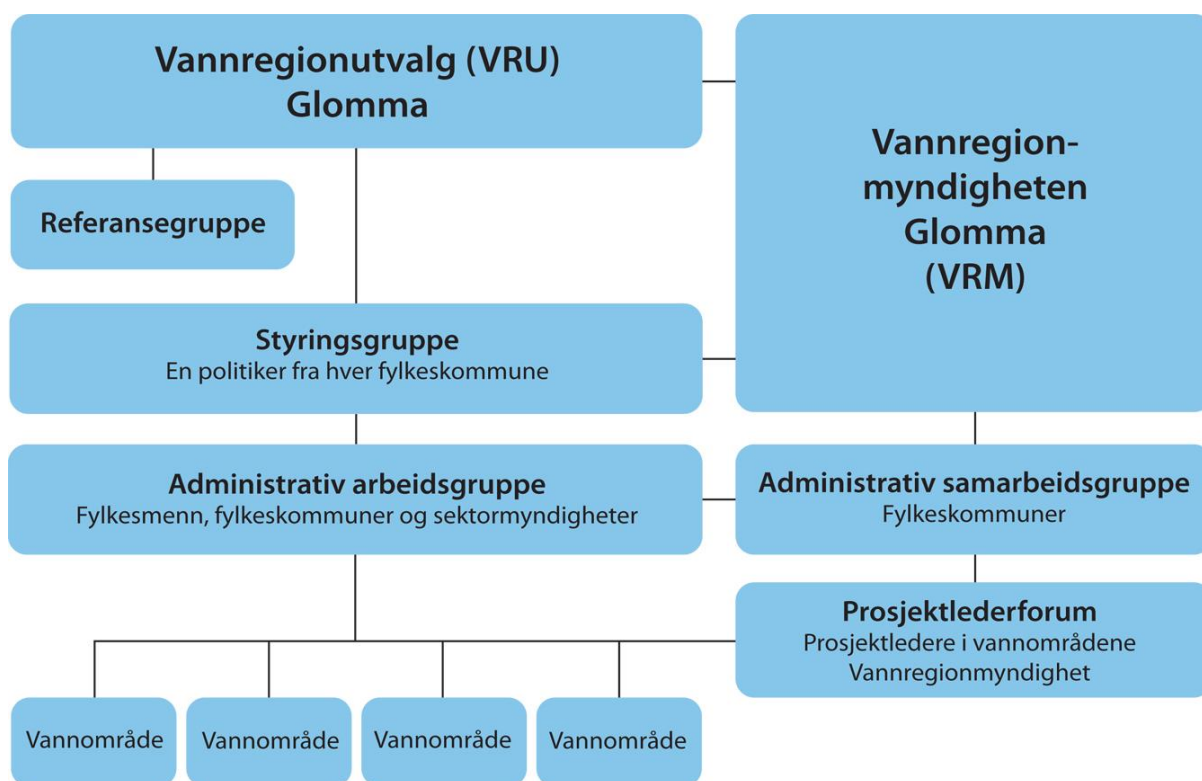 Vannregionutvalg (VRU)
Glomma
Vannregion-
myndigheten
Glomma
(VRM)
Referansegruppe
Styringsgruppe
En politiker fra hver fylkeskommune
Administrativ arbeidsgruppe
Fylkesmenn, fylkeskommuner og sektormyndigheter
Administrativ samarbeidsgruppe
Fylkeskommuner
Prosjektlederforum
Prosjektledere i vannområdene
Vannregionmyndighet
Vannområde
Vannområde
Vannområde
Vannområde